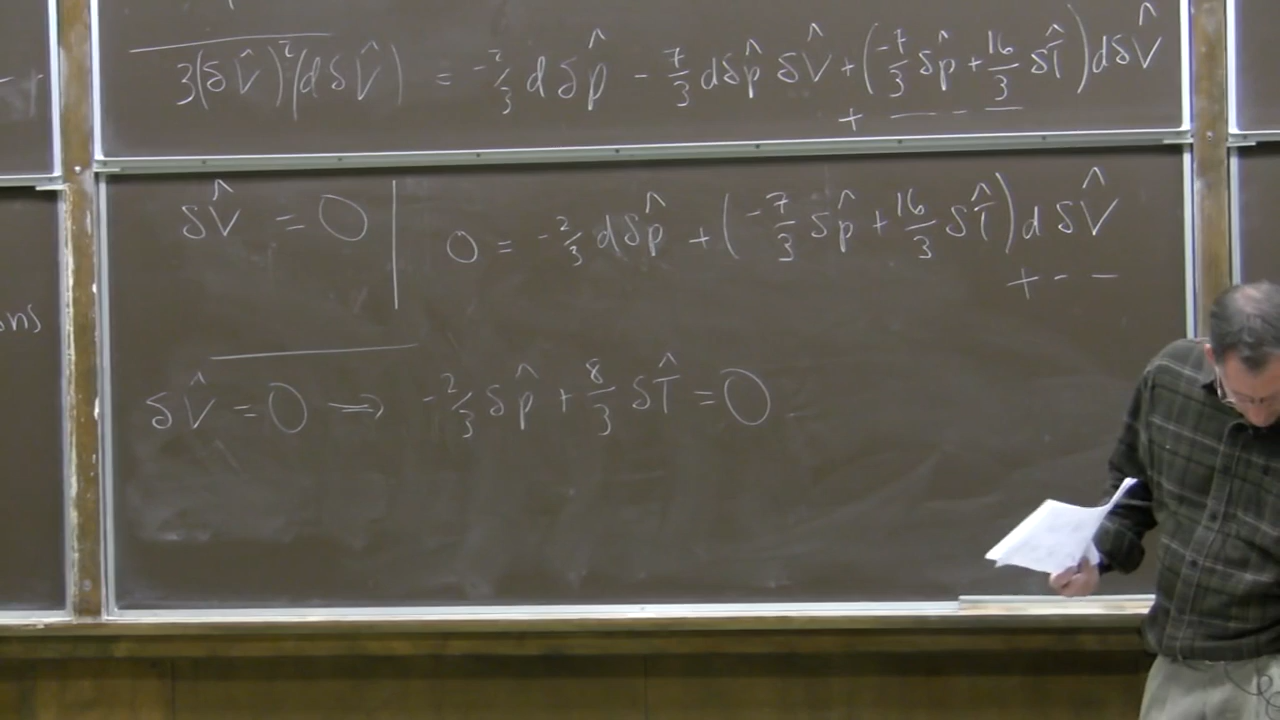 3(δV̂)²(dδV̂) = -2/3 dδp̂ - 7/3 dδp̂ δV̂ + (-7/3 δp̂ + 16/3 δT̂) dδV̂
+ - - -
δV̂ = 0 | 0 = -2/3 dδp̂ + (-7/3 δp̂ + 16/3 δT̂) d δV̂
+ - -
ons
δV̂ = 0 ⟹ -2/3 δp̂ + 8/3 δT̂ = 0